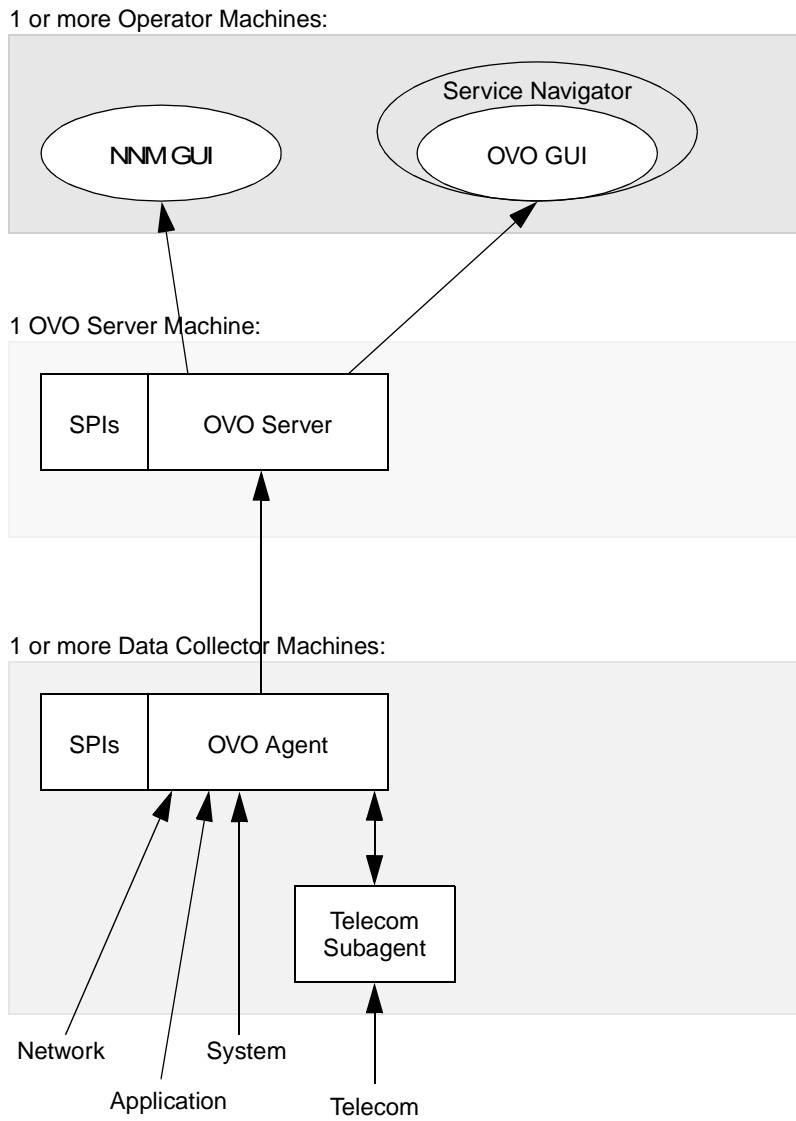 1 or more Operator Machines:
Service Navigator
NNM GUI
OVO GUI
1 OVO Server Machine:
SPIs
OVO Server
1 or more Data Collector Machines:
SPIs
OVO Agent
Telecom
Subagent
Network
System
Application
Telecom